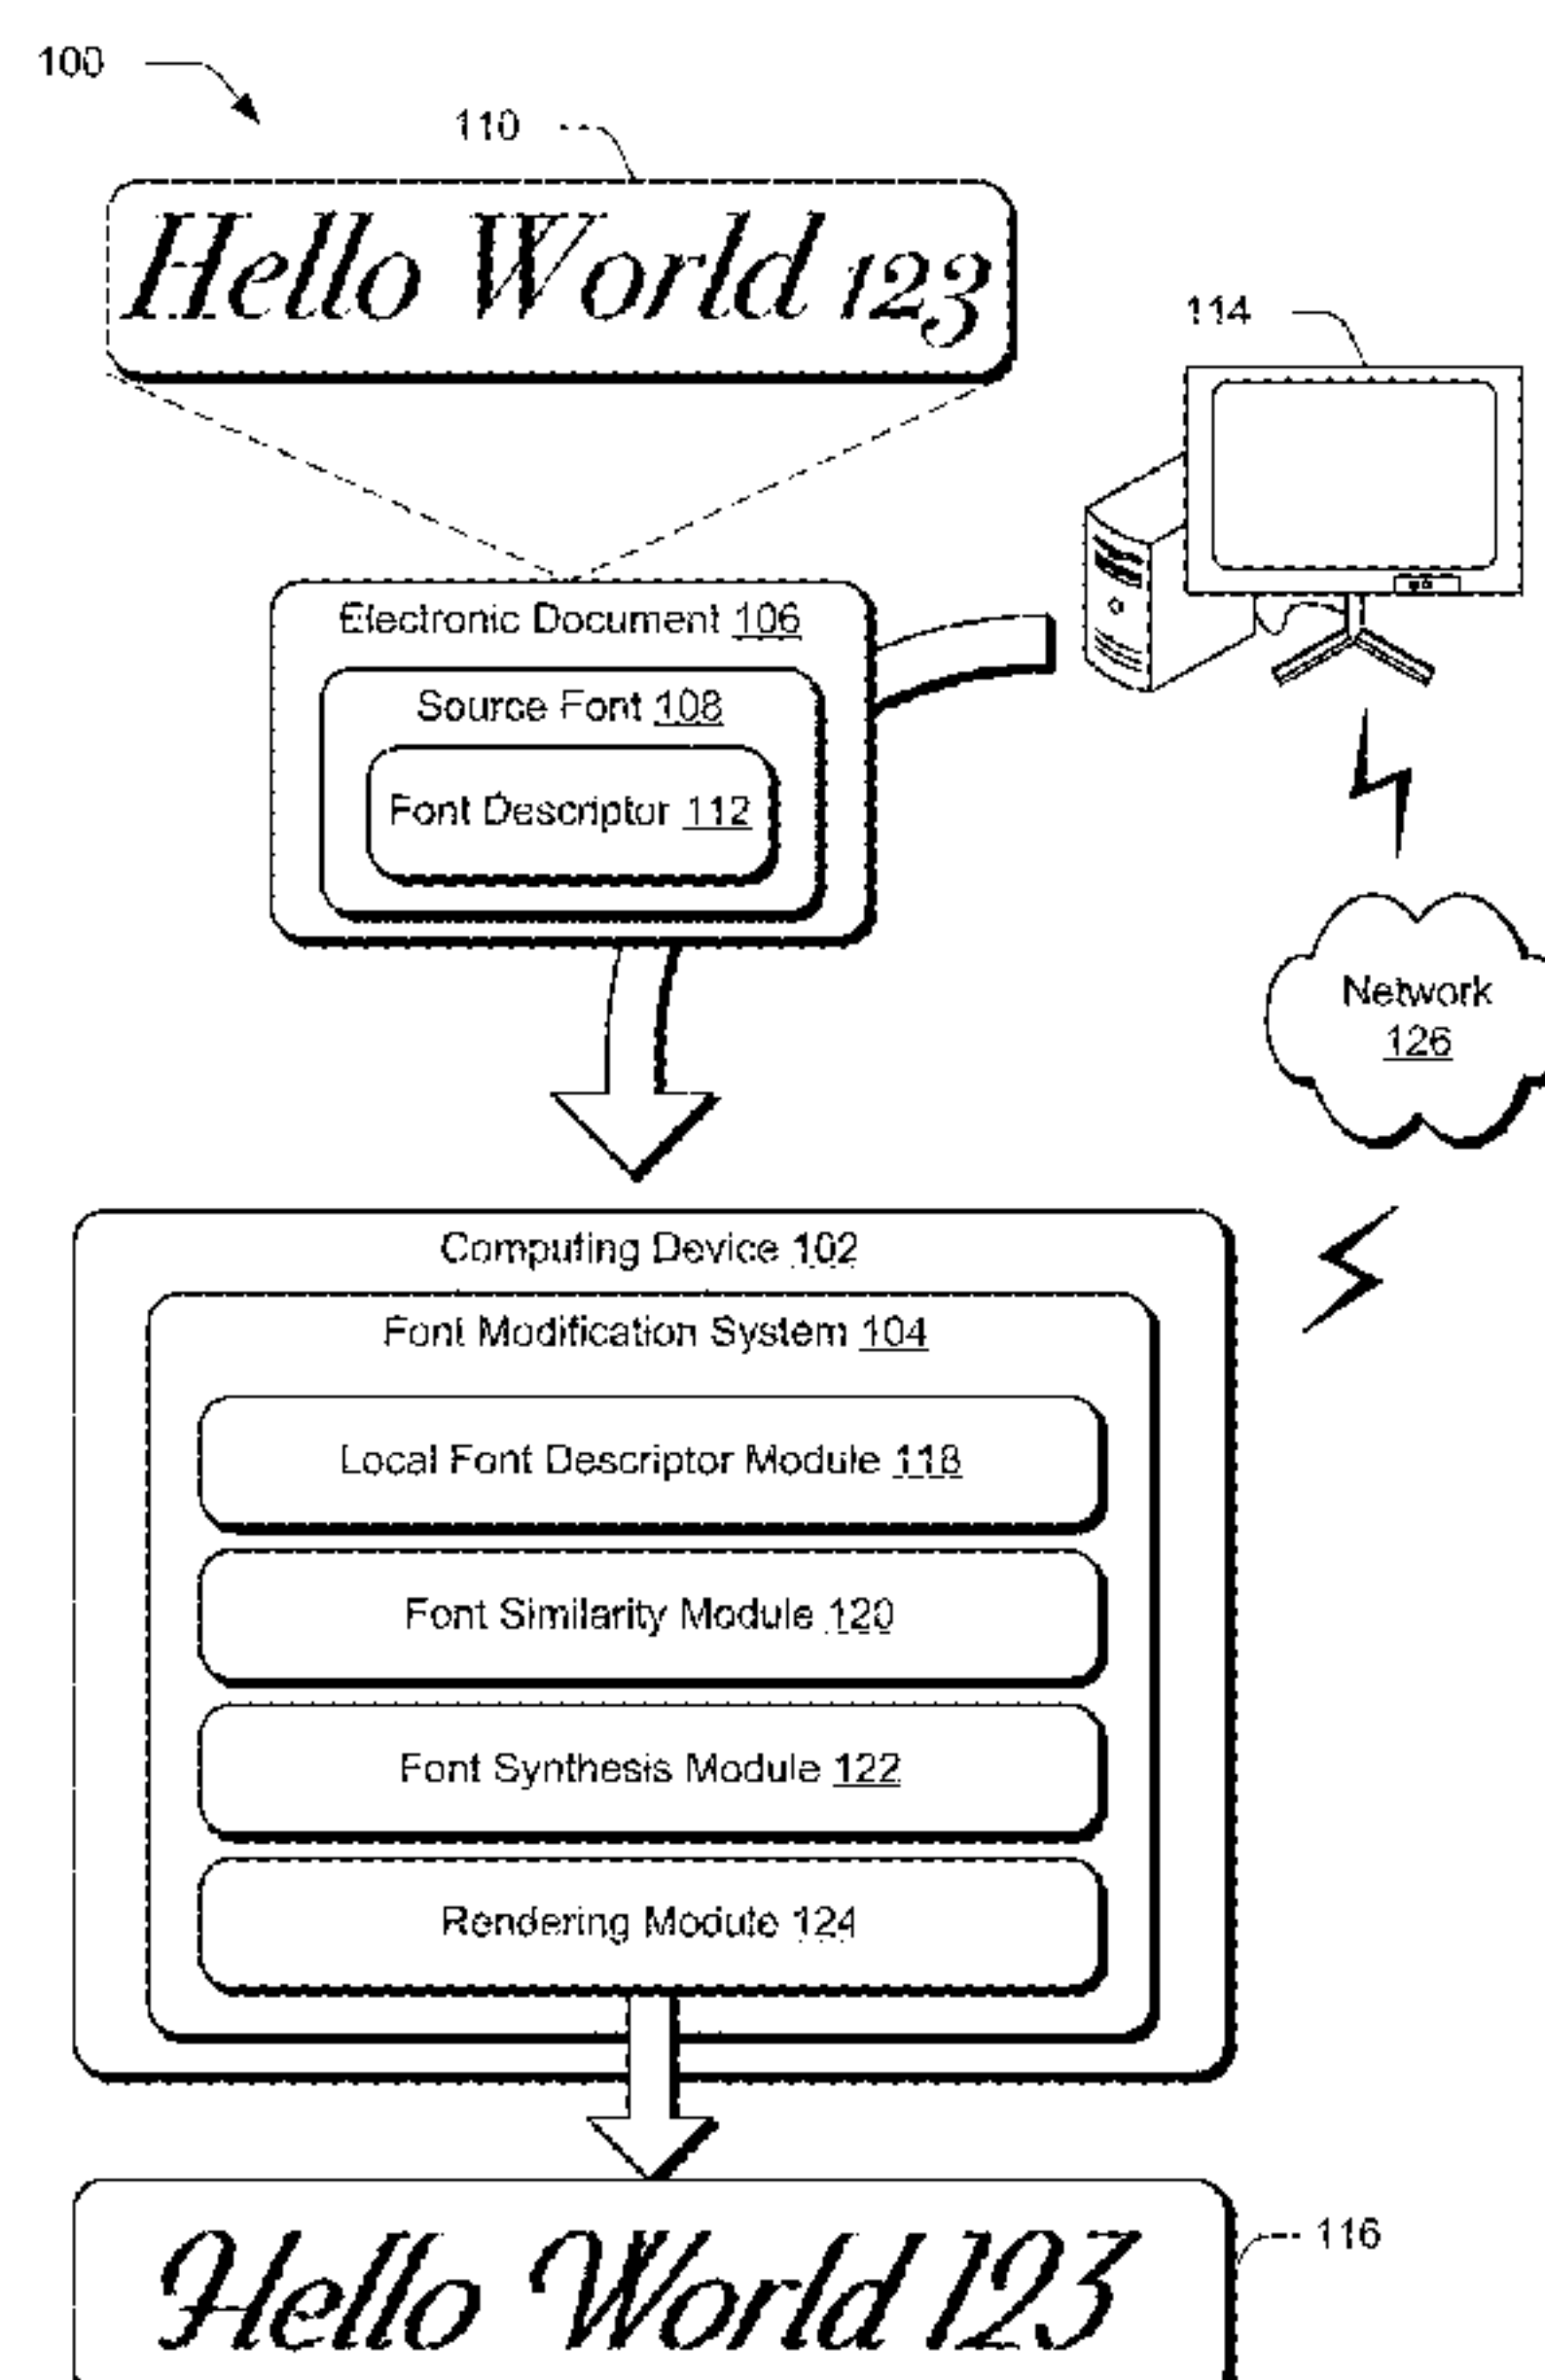 100
110
Hello World 123
114
Electronic Document 106
Source Font 108
Font Descriptor 112
Network
126
Computing Device 102
Font Modification System 104
Local Font Descriptor Module 118
Font Similarity Module 120
Font Synthesis Module 122
Rendering Module 124
116
Hello World 123